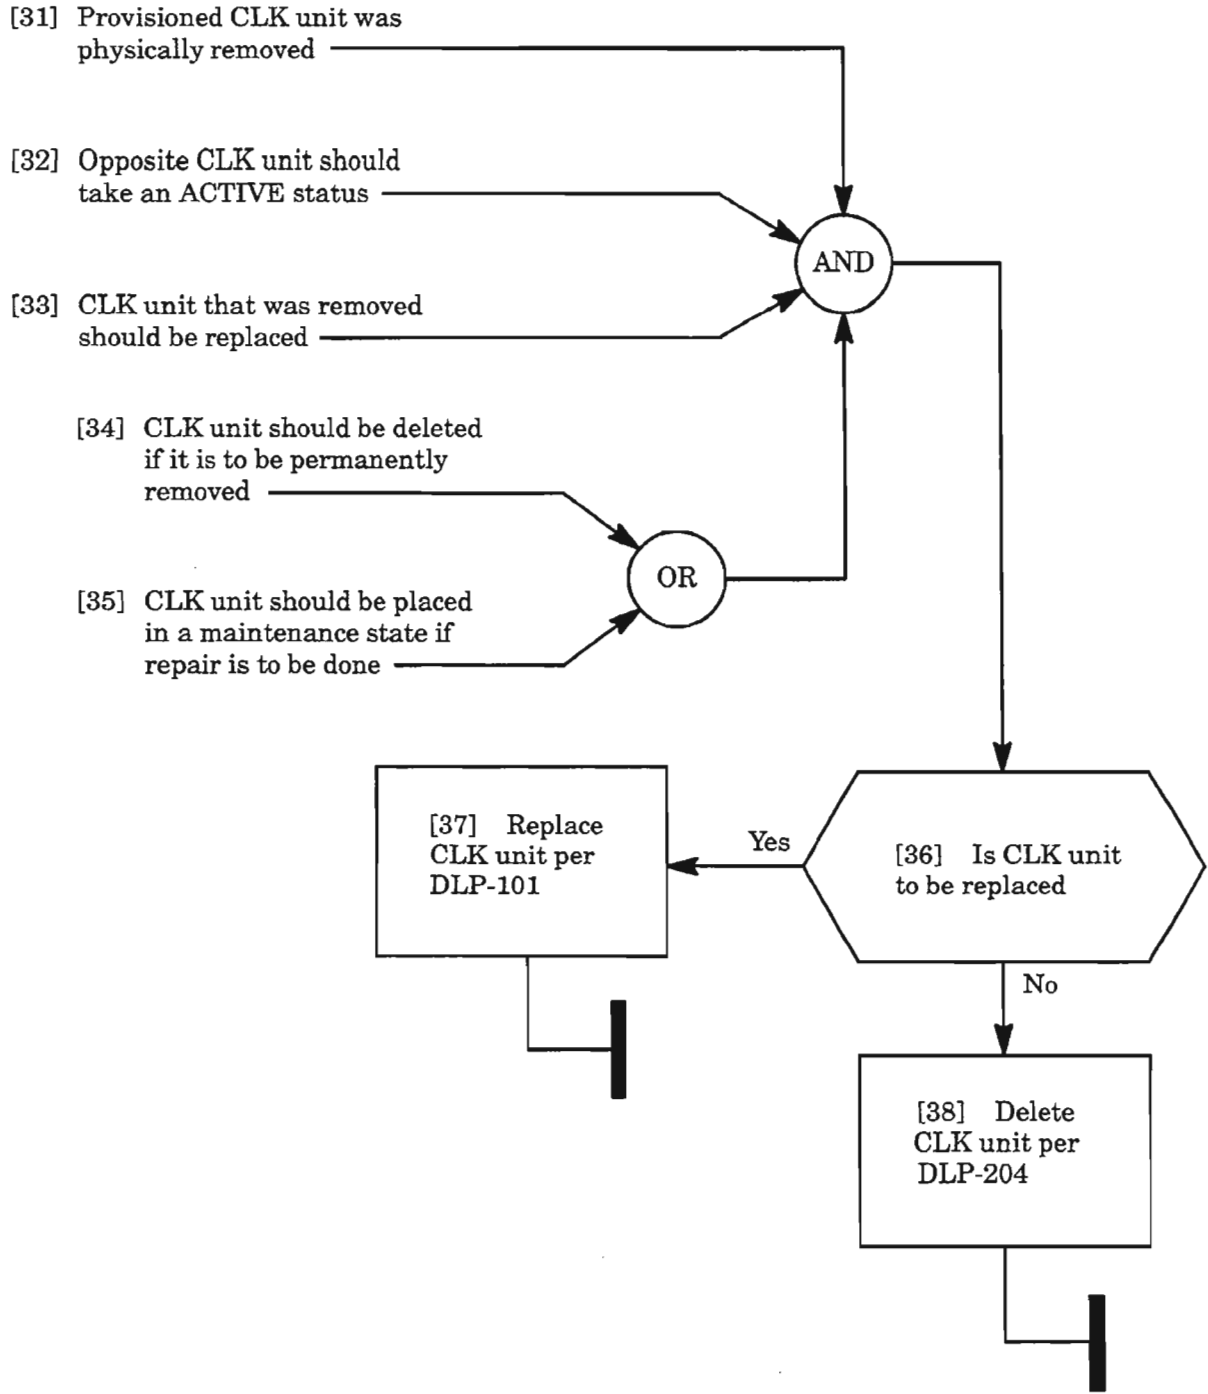 [31] Provisioned CLK unit was
physically removed
[32] Opposite CLK unit should
take an ACTIVE status
AND
[33] CLK unit that was removed
should be replaced
[34] CLK unit should be deleted
if it is to be permanently
removed
OR
[35] CLK unit should be placed
in a maintenance state if
repair is to be done
[36] Is CLK unit
to be replaced
Yes
[37] Replace
CLK unit per
DLP-101
No
[38] Delete
CLK unit per
DLP-204